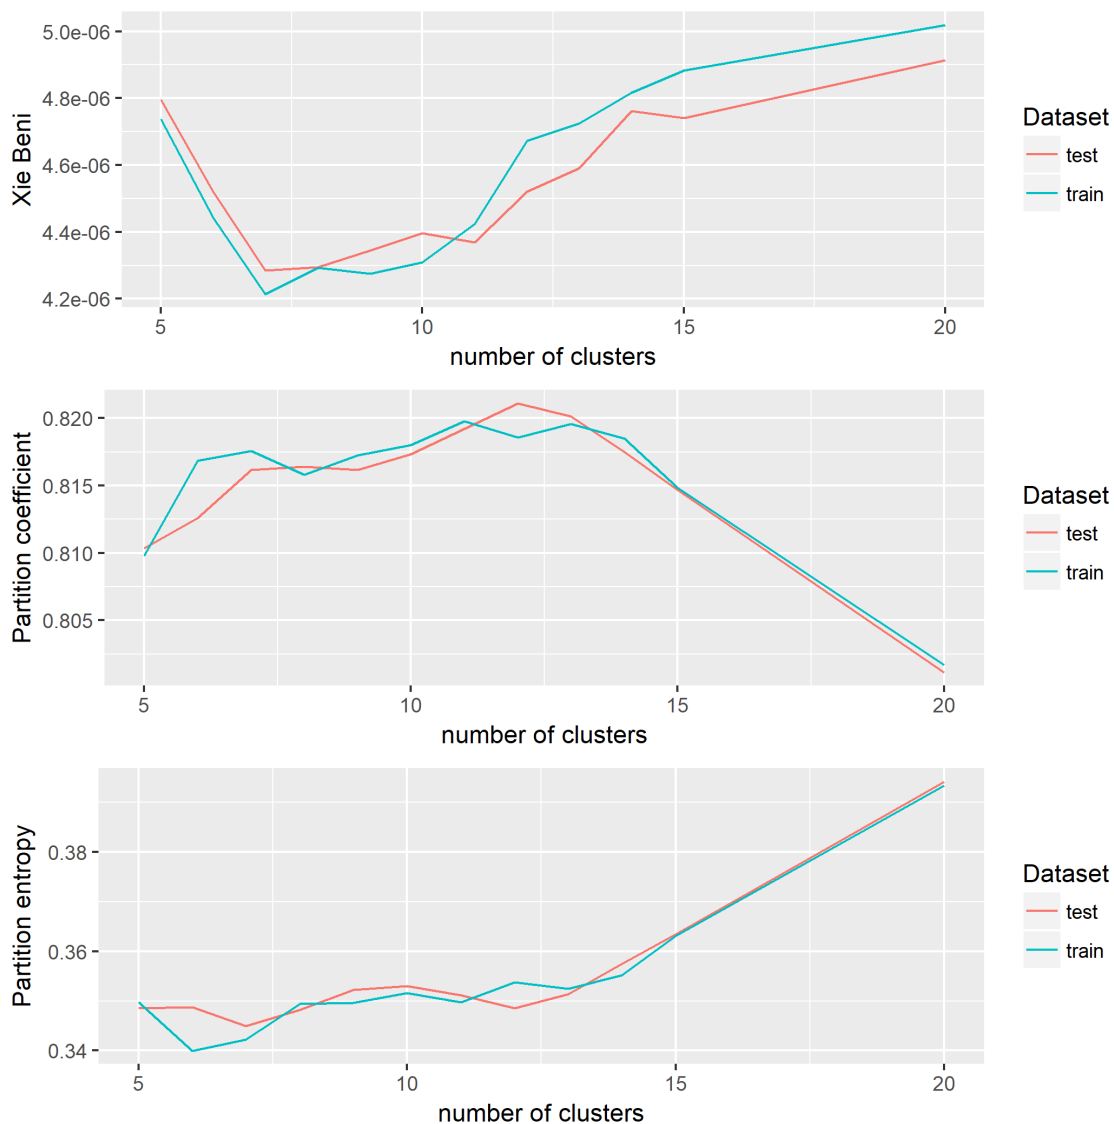 Xie Beni
5.0e-06
4.8e-06
4.6e-06
4.4e-06
4.2e-06
5 10 15 20
number of clusters
Dataset
test
train
Partition coefficient
0.820
0.815
0.810
0.805
5 10 15 20
number of clusters
Dataset
test
train
Partition entropy
0.38
0.36
0.34
5 10 15 20
number of clusters
Dataset
test
train